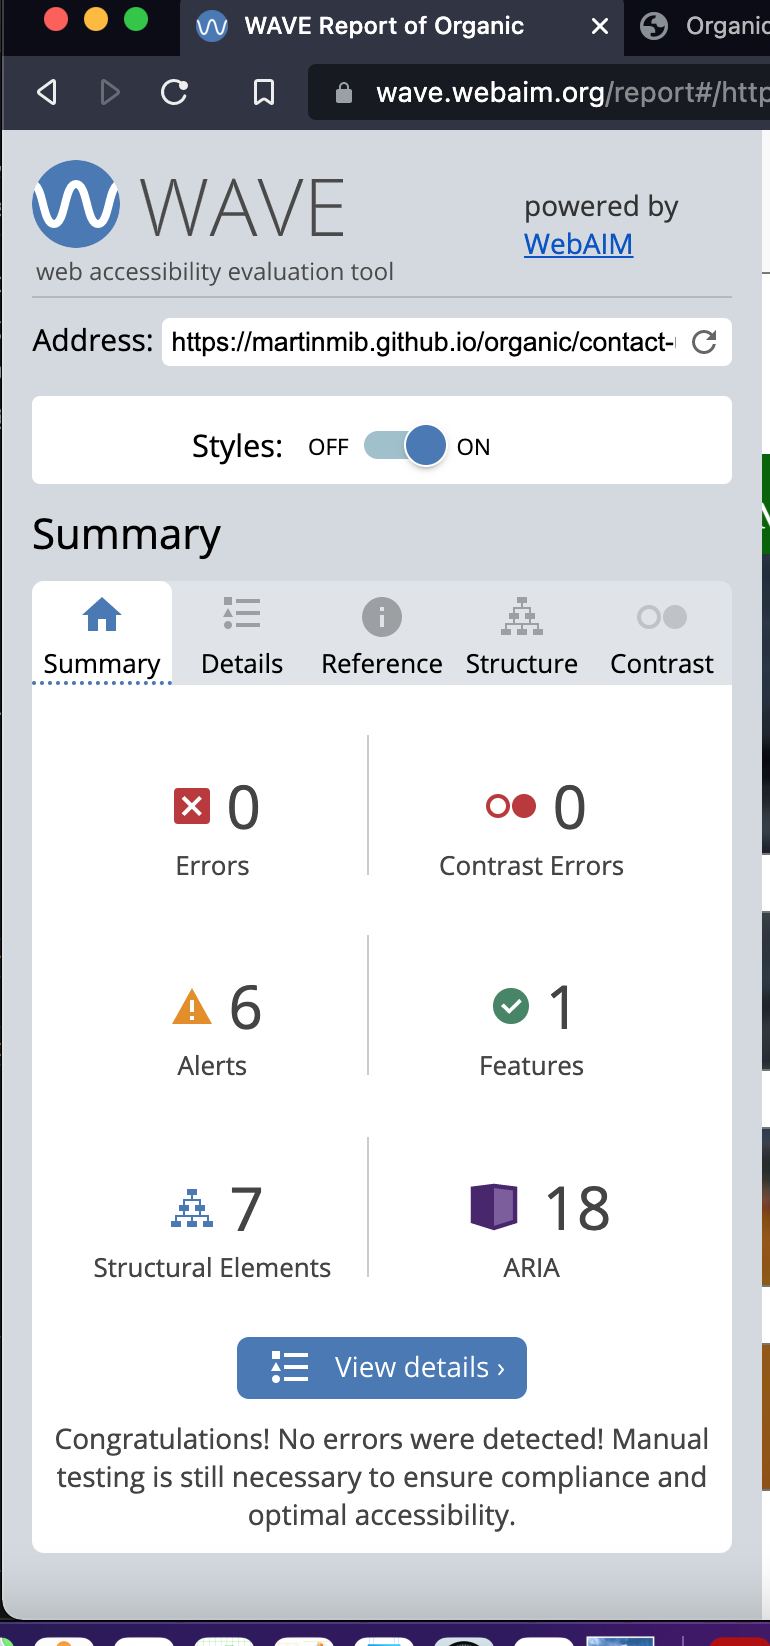 WAVE Report of Organic
Organic
wave.webaim.org/report#/http
WAVE
web accessibility evaluation tool
powered by
WebAIM
Address: https://martinmib.github.io/organic/contact-
Styles: OFF ON
Summary
Summary Details Reference Structure Contrast
0 0
Errors Contrast Errors
6 1
Alerts Features
7 18
Structural Elements ARIA
View details ›
Congratulations! No errors were detected! Manual
testing is still necessary to ensure compliance and
optimal accessibility.